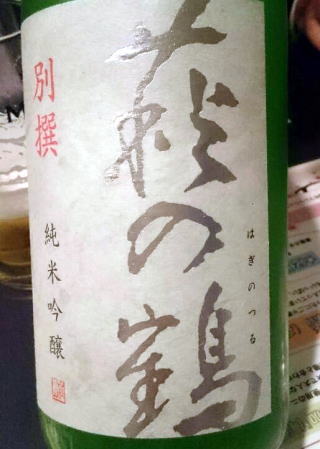 萩の鶴
はぎのつる
別撰
純米吟醸